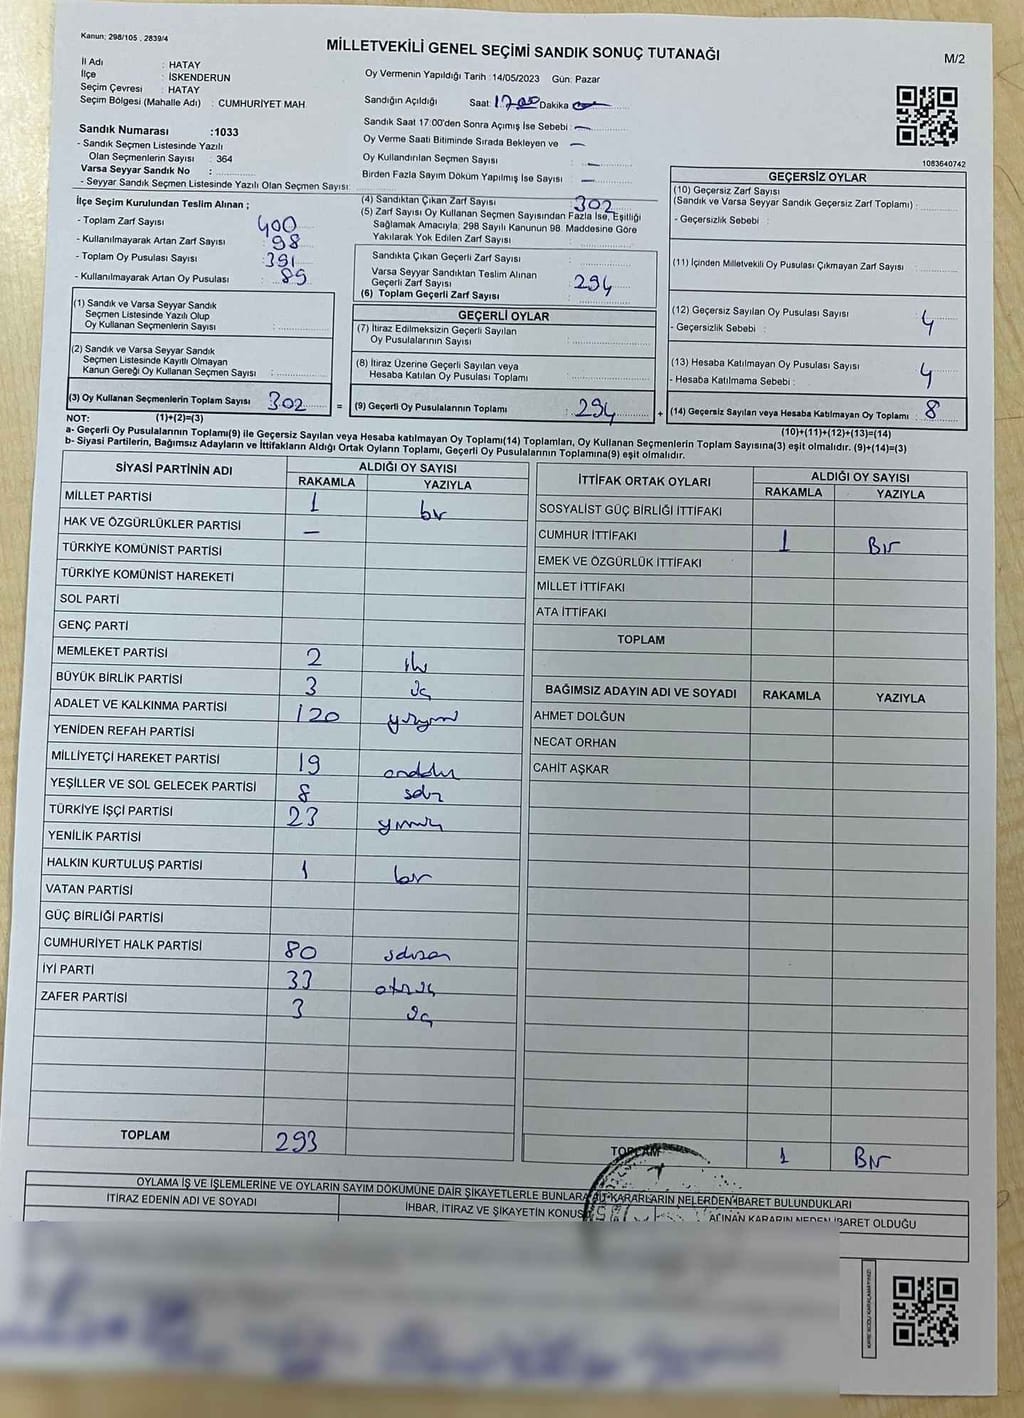 Kanun; 298/105 , 2839/4
MİLLETVEKİLİ GENEL SEÇİMİ SANDIK SONUÇ TUTANAĞI
M/2
İl Adı : HATAY
İlçe : İSKENDERUN
Seçim Çevresi : HATAY
Seçim Bölgesi (Mahalle Adı) : CUMHURİYET MAH
Sandık Numarası :1033
- Sandık Seçmen Listesinde Yazılı
Olan Seçmenlerin Sayısı : 364
Varsa Seyyar Sandık No :
- Seyyar Sandık Seçmen Listesinde Yazılı Olan Seçmen Sayısı:
Oy Vermenin Yapıldığı Tarih :14/05/2023 Gün: Pazar
Sandığın Açıldığı Saat: 17.00 Dakika
Sandık Saat 17:00'den Sonra Açımış İse Sebebi : —
Oy Verme Saati Bitiminde Sırada Bekleyen ve —
Oy Kullandırılan Seçmen Sayısı —
Birden Fazla Sayım Döküm Yapılmış İse Sayısı : —
1083640742
İlçe Seçim Kurulundan Teslim Alınan ;
- Toplam Zarf Sayısı : 400
- Kullanılmayarak Artan Zarf Sayısı : 98
- Toplam Oy Pusulası Sayısı : 391
- Kullanılmayarak Artan Oy Pusulası : 89
(1) Sandık ve Varsa Seyyar Sandık
Seçmen Listesinde Yazılı Olup
Oy Kullanan Seçmenlerin Sayısı :
(2) Sandık ve Varsa Seyyar Sandık
Seçmen Listesinde Kayıtlı Olmayan
Kanun Gereği Oy Kullanan Seçmen Sayısı :
(3) Oy Kullanan Seçmenlerin Toplam Sayısı : 302
(4) Sandıktan Çıkan Zarf Sayısı : 302
(5) Zarf Sayısı Oy Kullanan Seçmen Sayısından Fazla İse, Eşitliği
Sağlamak Amacıyla; 298 Sayılı Kanunun 98. Maddesine Göre
Yakılarak Yok Edilen Zarf Sayısı :
Sandıkta Çıkan Geçerli Zarf Sayısı :
Varsa Seyyar Sandıktan Teslim Alınan
Geçerli Zarf Sayısı : 294
(6) Toplam Geçerli Zarf Sayısı :
GEÇERLİ OYLAR
(7) İtiraz Edilmeksizin Geçerli Sayılan
Oy Pusulalarının Sayısı :
(8) İtiraz Üzerine Geçerli Sayılan veya
Hesaba Katılan Oy Pusulası Toplamı :
= (9) Geçerli Oy Pusulalarının Toplamı : 294 +
GEÇERSİZ OYLAR
(10) Geçersiz Zarf Sayısı
(Sandık ve Varsa Seyyar Sandık Geçersiz Zarf Toplamı) :
- Geçersizlik Sebebi :
(11) İçinden Milletvekili Oy Pusulası Çıkmayan Zarf Sayısı :
(12) Geçersiz Sayılan Oy Pusulası Sayısı : 4
- Geçersizlik Sebebi :
(13) Hesaba Katılmayan Oy Pusulası Sayısı : 4
- Hesaba Katılmama Sebebi :
(14) Geçersiz Sayılan veya Hesaba Katılmayan Oy Toplamı : 8
NOT: (1)+(2)=(3)
(10)+(11)+(12)+(13)=(14)
a- Geçerli Oy Pusulalarının Toplamı(9) ile Geçersiz Sayılan veya Hesaba katılmayan Oy Toplamı(14) Toplamları, Oy Kullanan Seçmenlerin Toplam Sayısına(3) eşit olmalıdır. (9)+(14)=(3)
b- Siyasi Partilerin, Bağımsız Adayların ve İttifakların Aldığı Ortak Oyların Toplamı, Geçerli Oy Pusulalarının Toplamına(9) eşit olmalıdır.
SİYASİ PARTİNİN ADI ALDIĞI OY SAYISI
RAKAMLA YAZIYLA
MİLLET PARTİSİ 1 bir
HAK VE ÖZGÜRLÜKLER PARTİSİ —
TÜRKİYE KOMÜNİST PARTİSİ
TÜRKİYE KOMÜNİST HAREKETİ
SOL PARTİ
GENÇ PARTİ
MEMLEKET PARTİSİ 2 iki
BÜYÜK BİRLİK PARTİSİ 3 üç
ADALET VE KALKINMA PARTİSİ 120 yüzyirmi
YENİDEN REFAH PARTİSİ
MİLLİYETÇİ HAREKET PARTİSİ 19 ondokuz
YEŞİLLER VE SOL GELECEK PARTİSİ 8 sekiz
TÜRKİYE İŞÇİ PARTİSİ 23 yirmiüç
YENİLİK PARTİSİ
HALKIN KURTULUŞ PARTİSİ 1 bir
VATAN PARTİSİ
GÜÇ BİRLİĞİ PARTİSİ
CUMHURİYET HALK PARTİSİ 80 seksen
İYİ PARTİ 33 otuzüç
ZAFER PARTİSİ 3 üç
TOPLAM 293
İTTİFAK ORTAK OYLARI ALDIĞI OY SAYISI
RAKAMLA YAZIYLA
SOSYALİST GÜÇ BİRLİĞİ İTTİFAKI
CUMHUR İTTİFAKI 1 Bir
EMEK VE ÖZGÜRLÜK İTTİFAKI
MİLLET İTTİFAKI
ATA İTTİFAKI
TOPLAM
BAĞIMSIZ ADAYIN ADI VE SOYADI RAKAMLA YAZIYLA
AHMET DOLĞUN
NECAT ORHAN
CAHİT AŞKAR
TOPLAM 1 Bir
OYLAMA İŞ VE İŞLEMLERİNE VE OYLARIN SAYIM DÖKÜMÜNE DAİR ŞİKAYETLERLE BUNLARA AİT KARARLARIN NELERDEN İBARET BULUNDUKLARI
İTİRAZ EDENİN ADI VE SOYADI
İHBAR, İTİRAZ VE ŞİKAYETİN KONUSU
ALINAN KARARIN NEDEN İBARET OLDUĞU